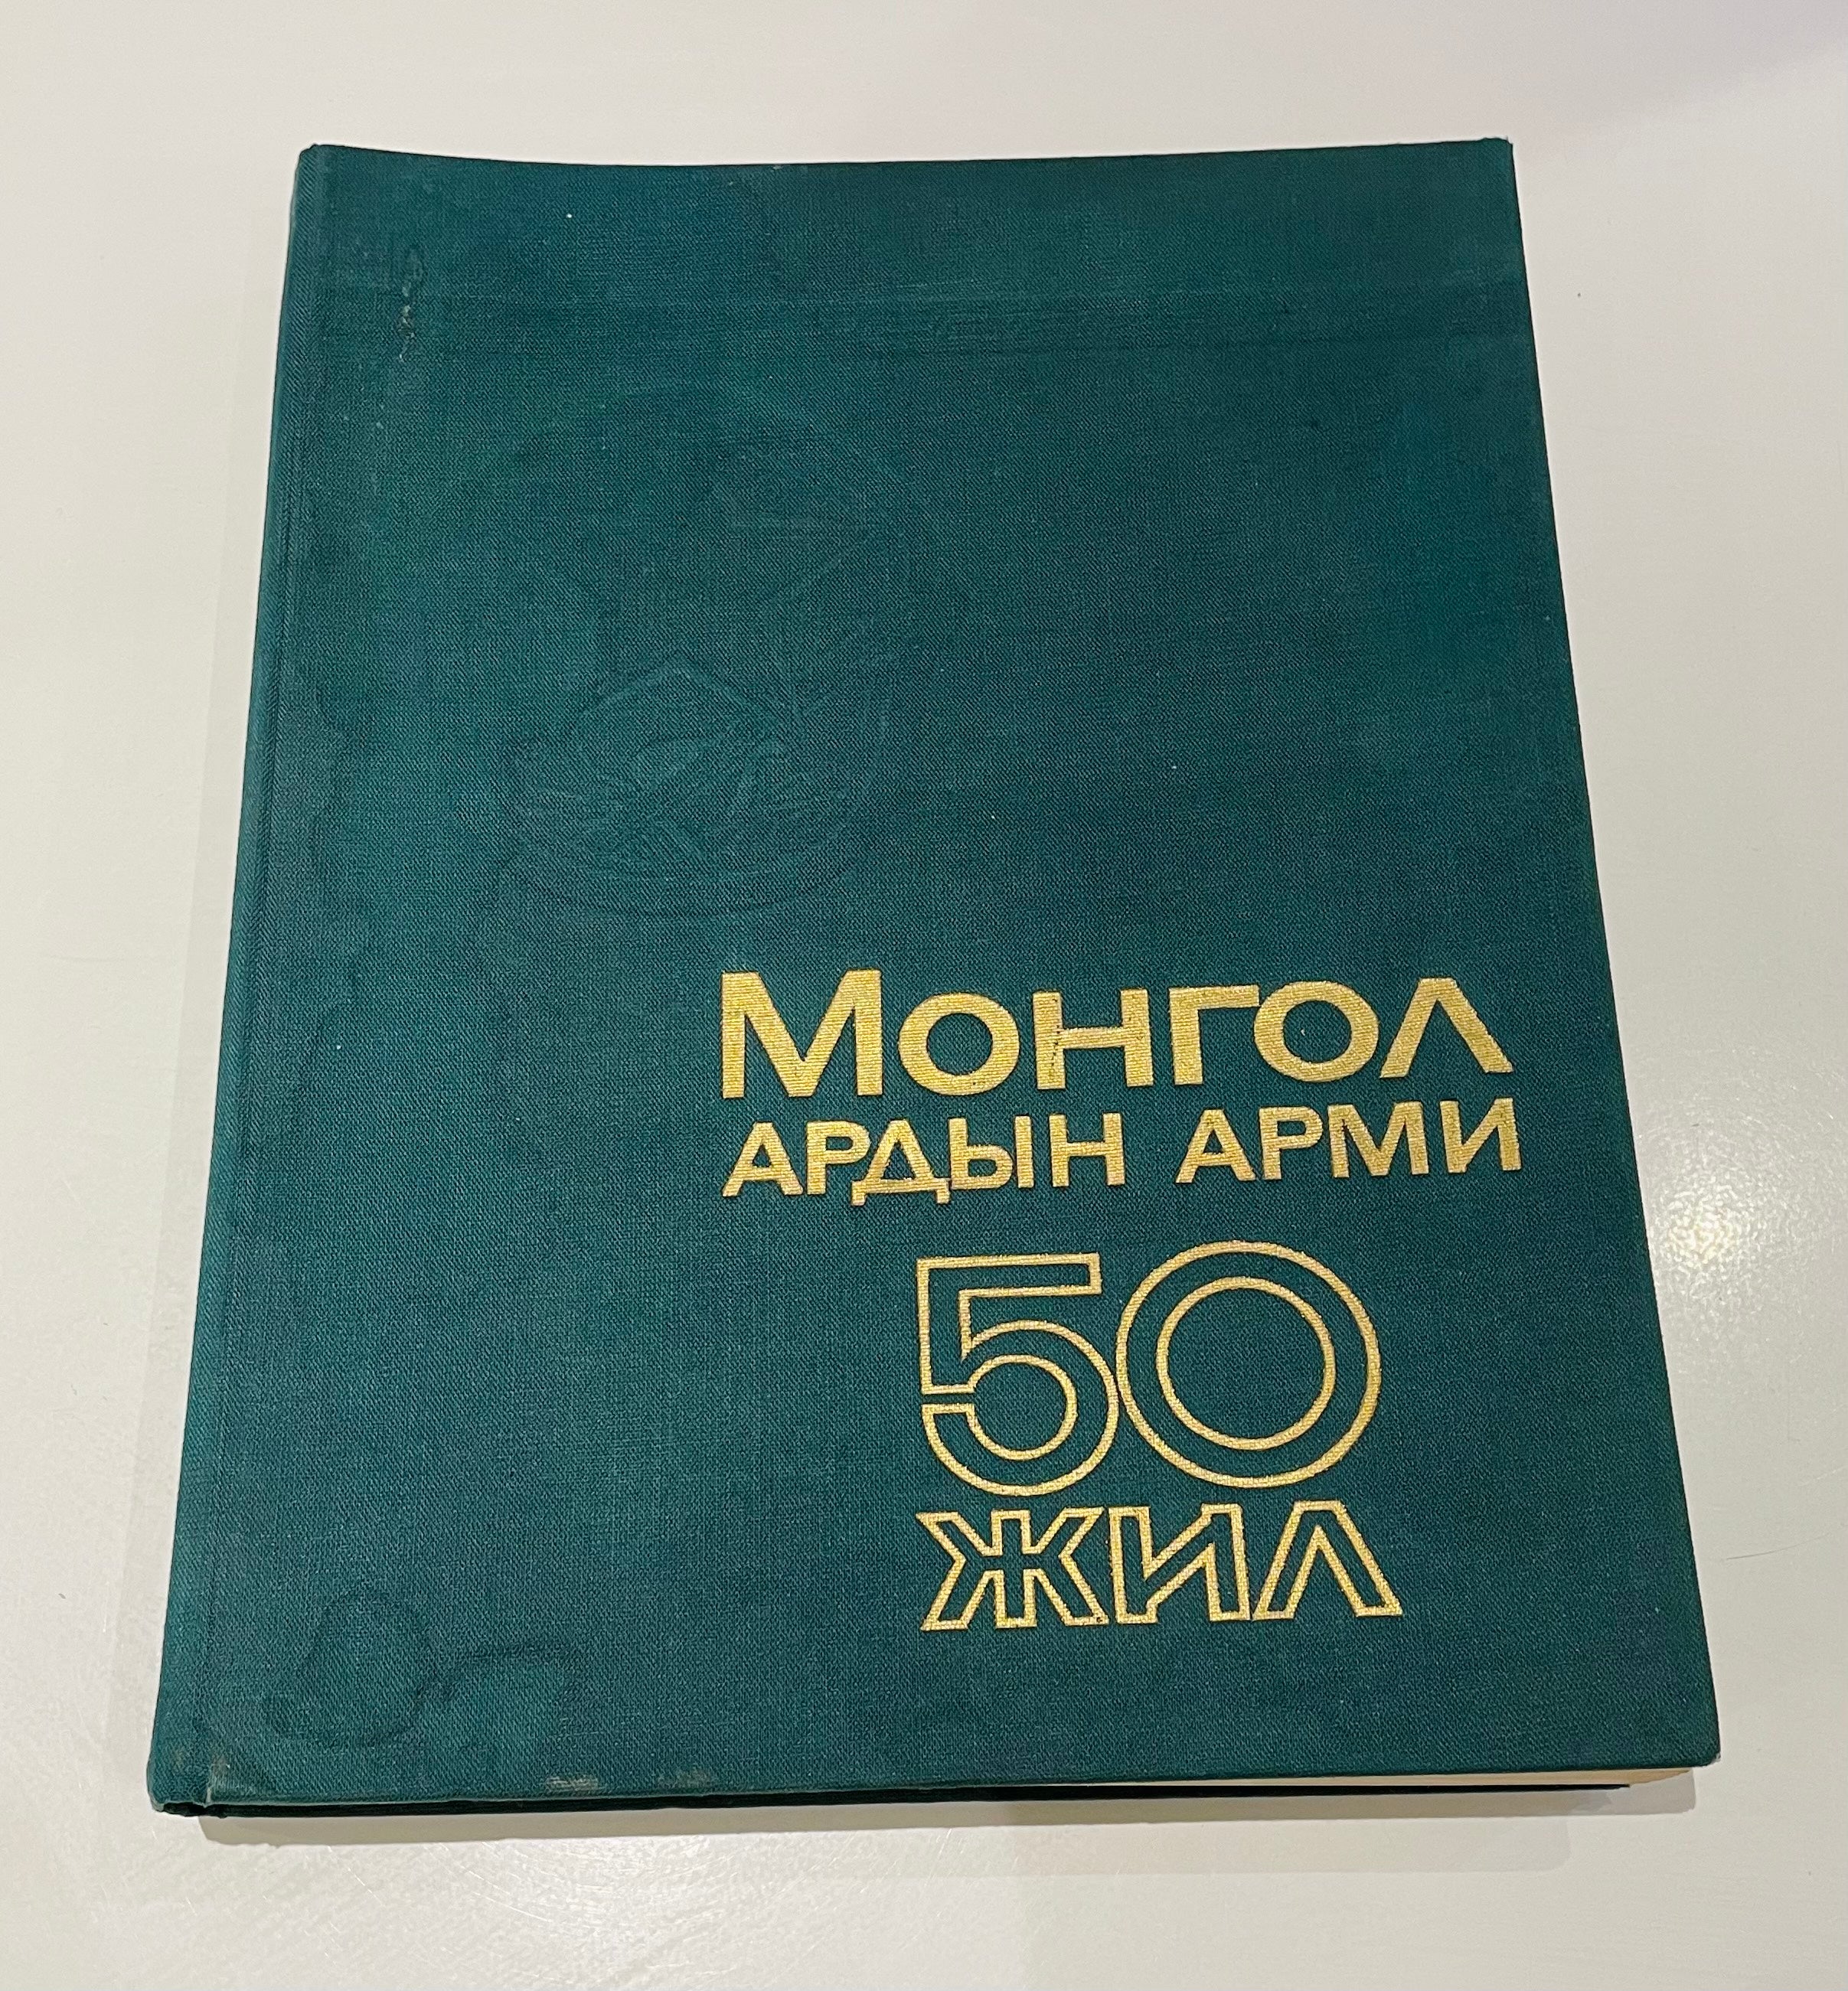 Монгол
ардын арми
50
жил